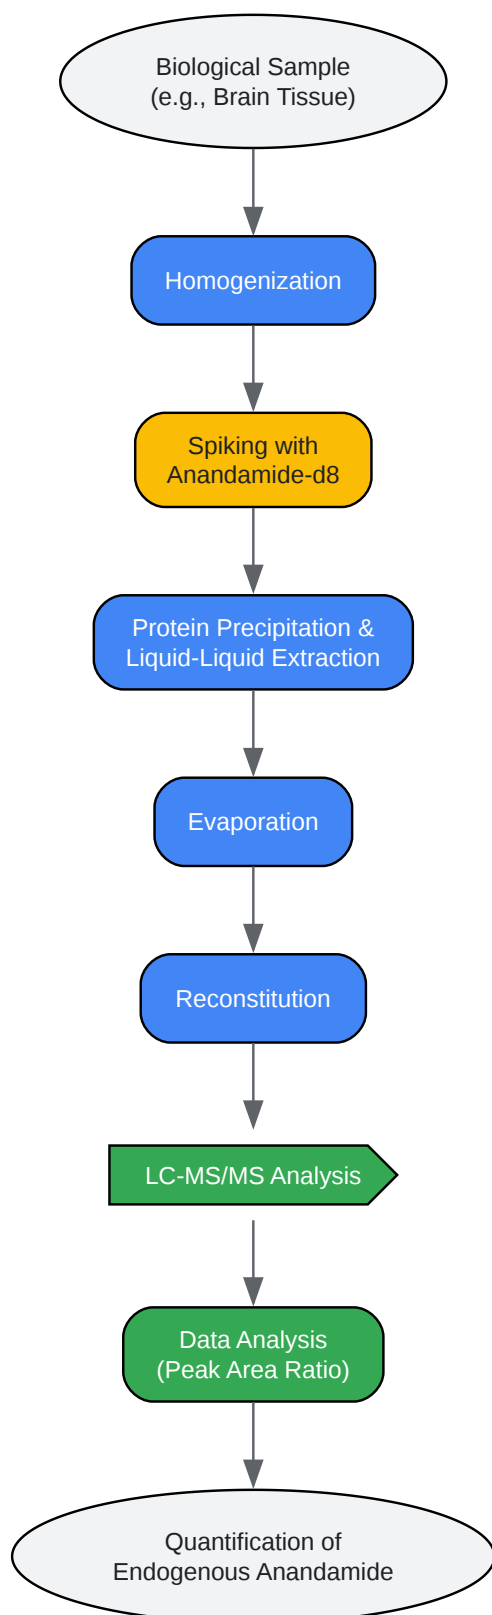 Biological Sample
(e.g., Brain Tissue)
Homogenization
Spiking with
Anandamide-d8
Protein Precipitation &
Liquid-Liquid Extraction
Evaporation
Reconstitution
LC-MS/MS Analysis
Data Analysis
(Peak Area Ratio)
Quantification of
Endogenous Anandamide